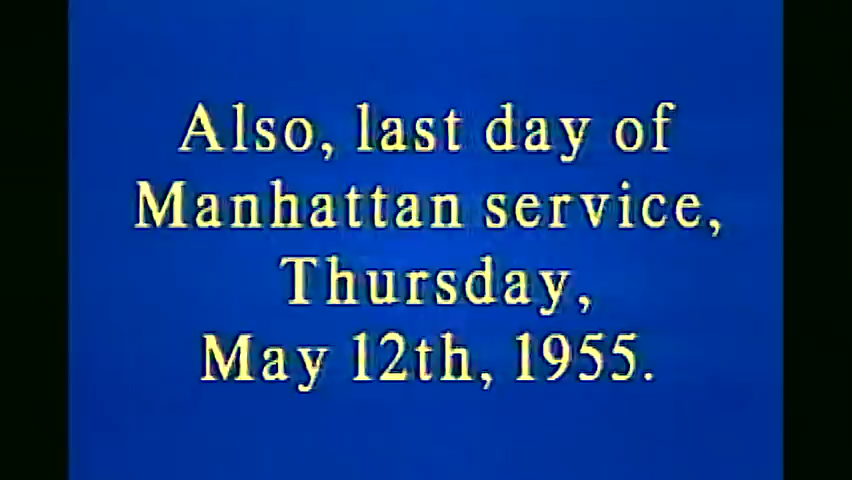 Also, last day of
Manhattan service,
Thursday,
May 12th, 1955.